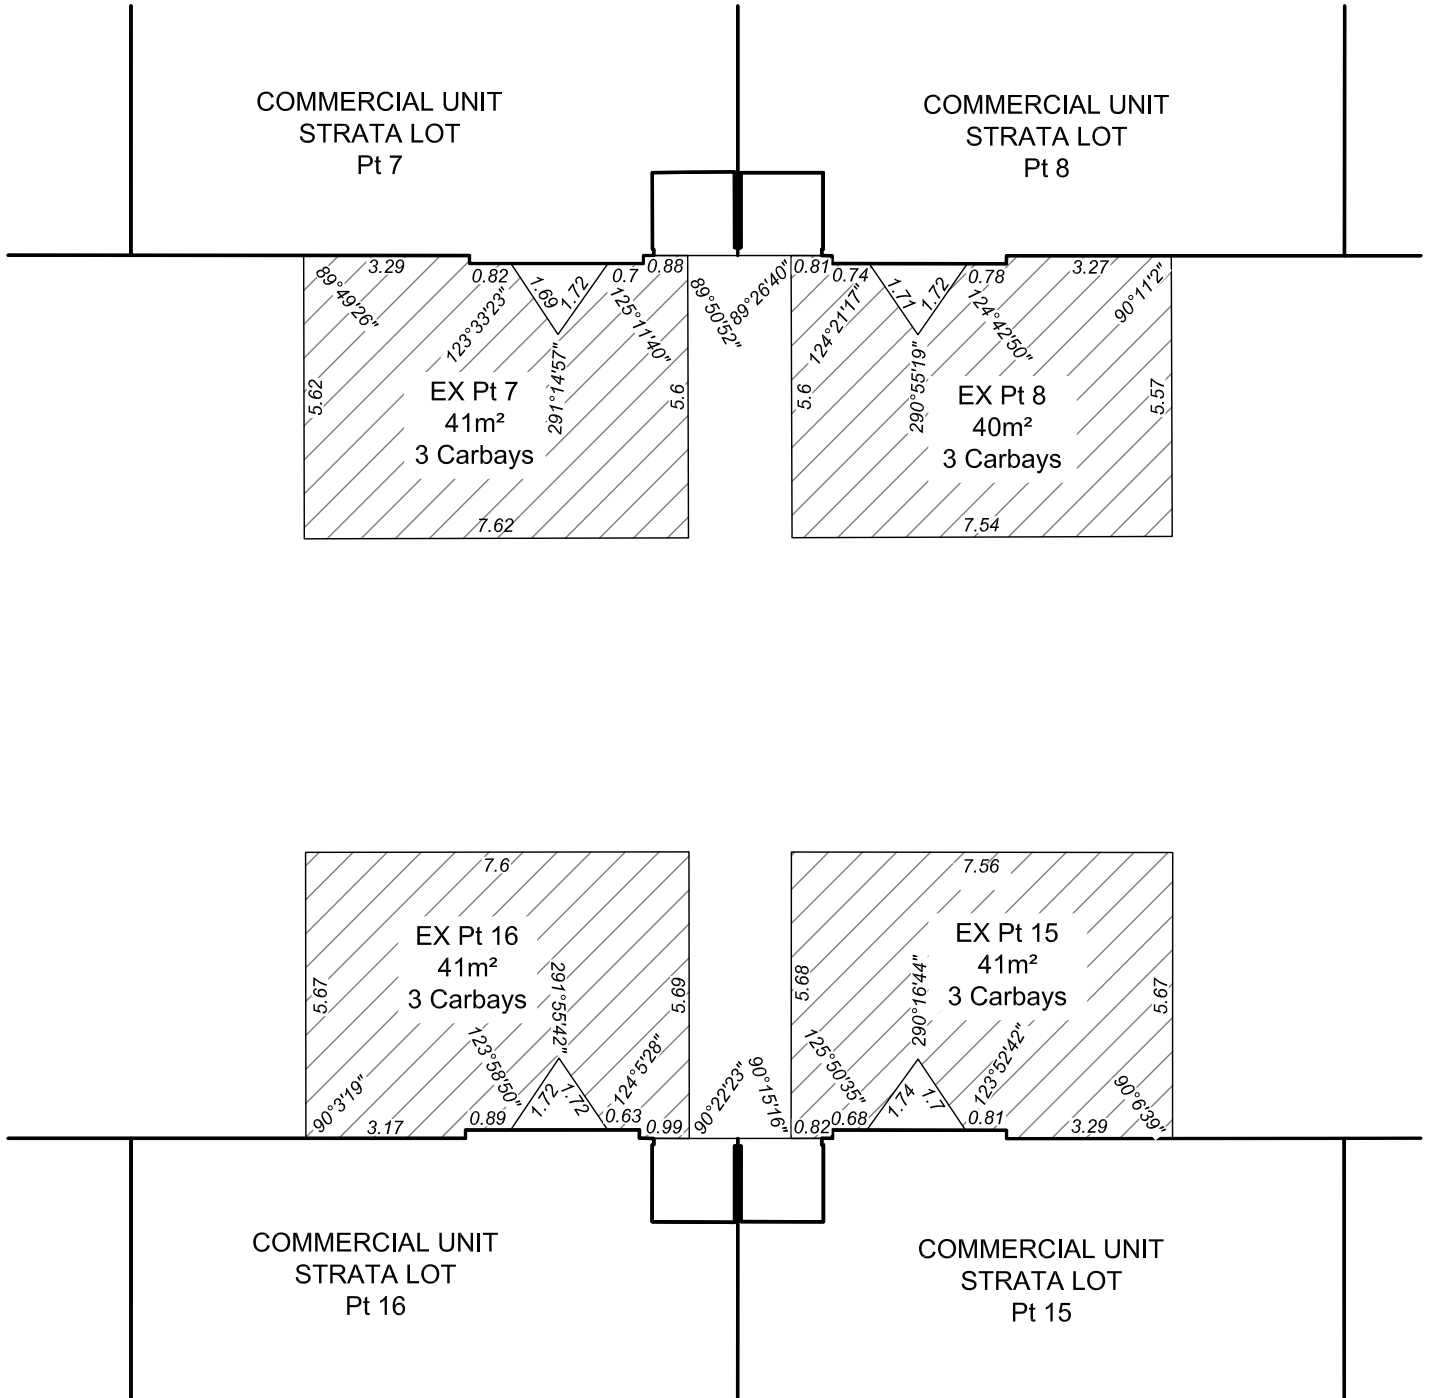 COMMERCIAL UNIT
STRATA LOT
Pt 7
COMMERCIAL UNIT
STRATA LOT
Pt 8
3.29
0.82
1.69
1.72
0.7
0.88
89°49'26"
123°33'23"
291°14'57"
125°11'40"
89°50'52"
5.62
EX Pt 7
41m²
3 Carbays
5.6
7.62
89°26'40"
0.81
0.74
1.71
1.72
0.78
3.27
124°21'17"
290°55'19"
124°42'50"
90°11'2"
5.6
EX Pt 8
40m²
3 Carbays
5.57
7.54
7.6
EX Pt 16
41m²
3 Carbays
5.67
5.69
291°55'42"
123°58'50"
124°5'28"
90°3'19"
90°22'23"
3.17
0.89
1.72
1.72
0.63
0.99
7.56
EX Pt 15
41m²
3 Carbays
5.68
5.67
290°16'44"
125°50'35"
123°52'42"
90°15'16"
90°6'39"
0.82
0.68
1.74
1.7
0.81
3.29
COMMERCIAL UNIT
STRATA LOT
Pt 16
COMMERCIAL UNIT
STRATA LOT
Pt 15